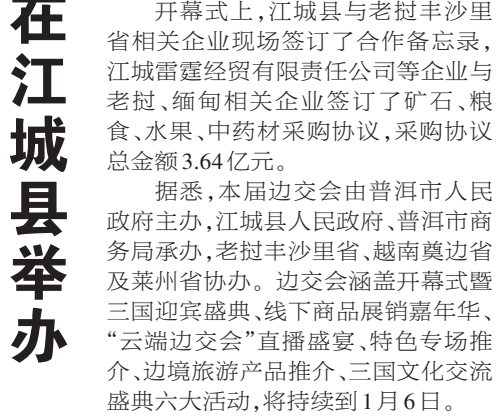 在江城县举办
开幕式上,江城县与老挝丰沙里
省相关企业现场签订了合作备忘录,
江城雷霆经贸有限责任公司等企业与
老挝、缅甸相关企业签订了矿石、粮
食、水果、中药材采购协议,采购协议
总金额3.64亿元。
据悉,本届边交会由普洱市人民
政府主办,江城县人民政府、普洱市商
务局承办,老挝丰沙里省、越南奠边省
及莱州省协办。边交会涵盖开幕式暨
三国迎宾盛典、线下商品展销嘉年华、
“云端边交会”直播盛宴、特色专场推
介、边境旅游产品推介、三国文化交流
盛典六大活动,将持续到1月6日。